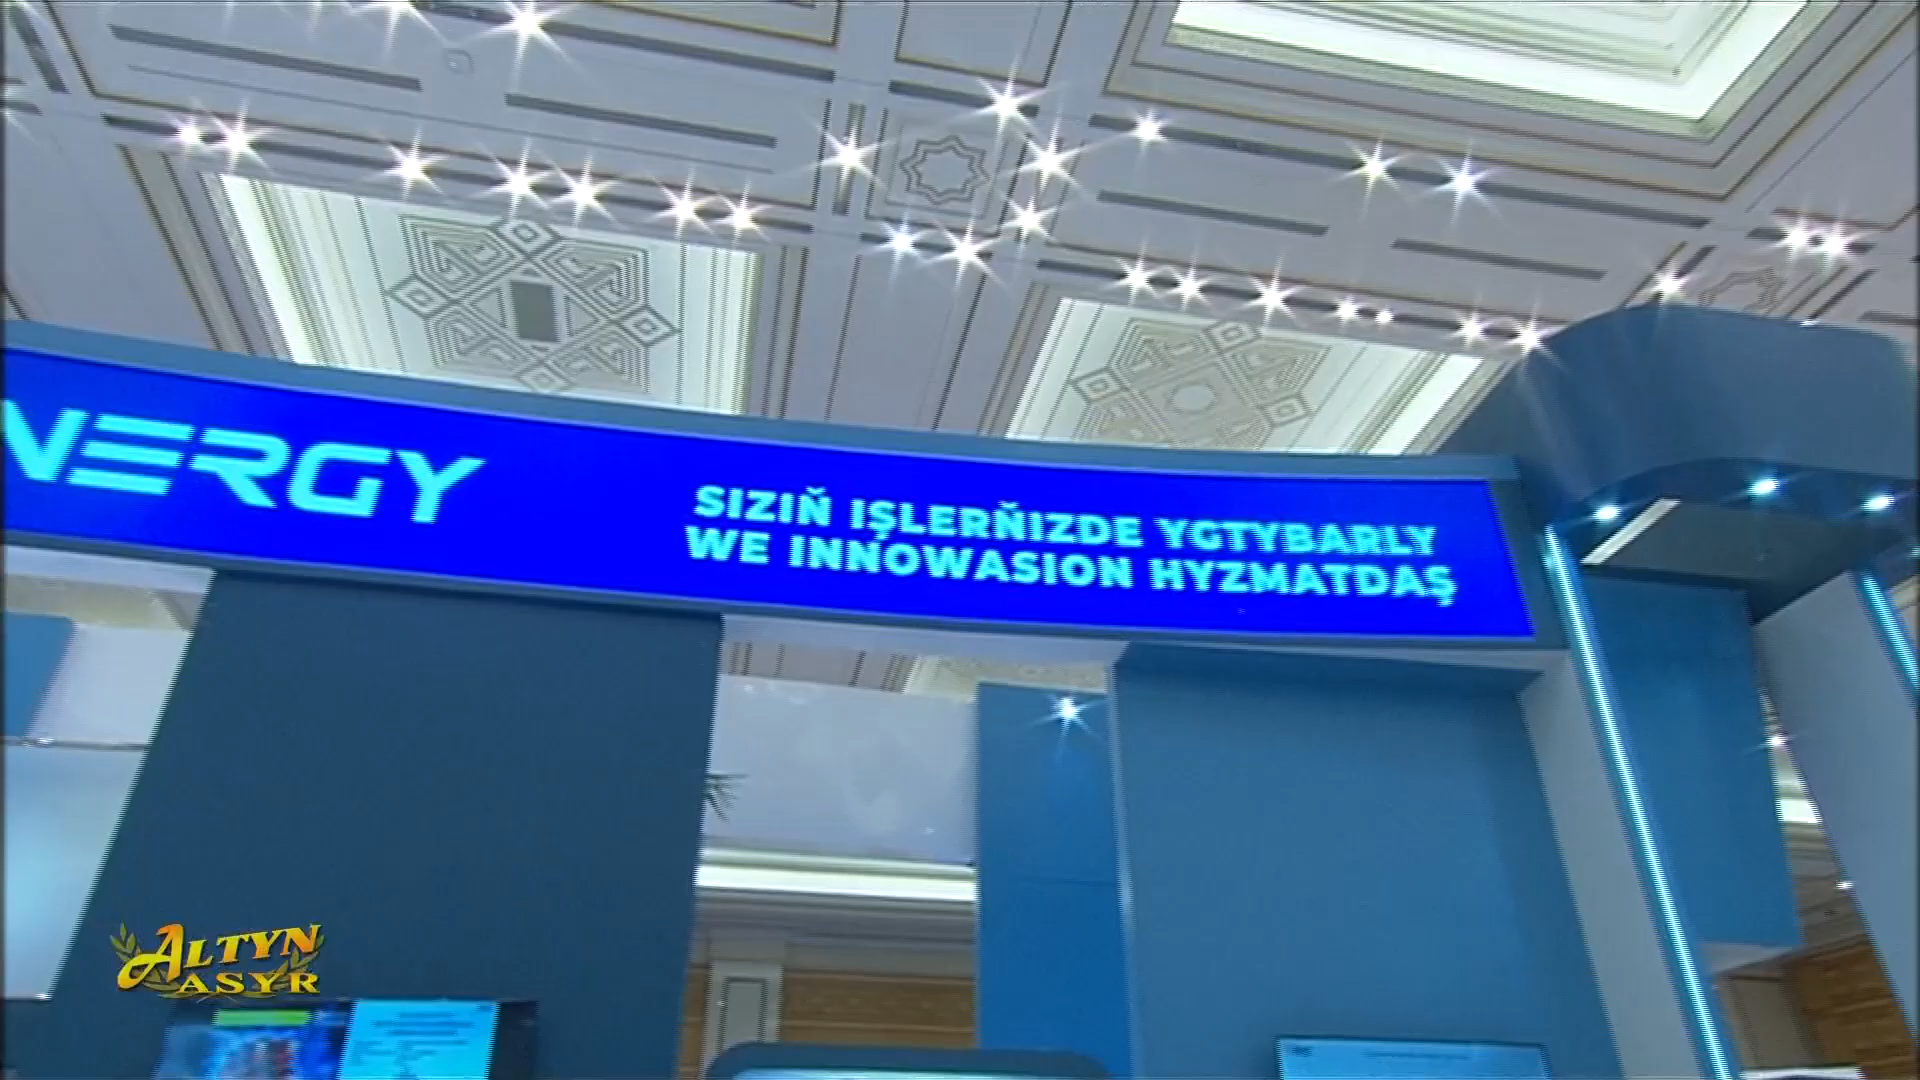 NERGY
SIZIŇ IŞLERŇIZDE YGTYBARLY
WE INNOWASION HYZMATDAŞ
ALTYN
ASYR